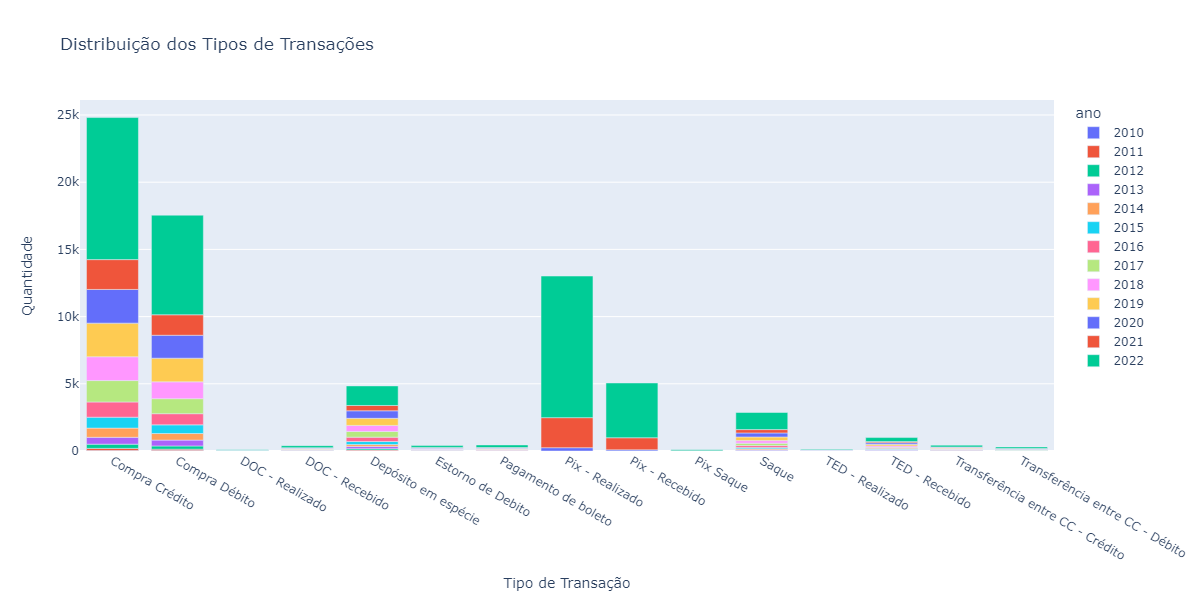 Distribuição dos Tipos de Transações
ano
2010
2011
2012
2013
2014
2015
2016
2017
2018
2019
2020
2021
2022
Quantidade
25k
20k
15k
10k
5k
0
Compra Crédito
Compra Débito
DOC - Realizado
DOC - Recebido
Depósito em espécie
Estorno de Debito
Pagamento de boleto
Pix - Realizado
Pix - Recebido
Pix Saque
Saque
TED - Realizado
TED - Recebido
Transferência entre CC - Crédito
Transferência entre CC - Débito
Tipo de Transação